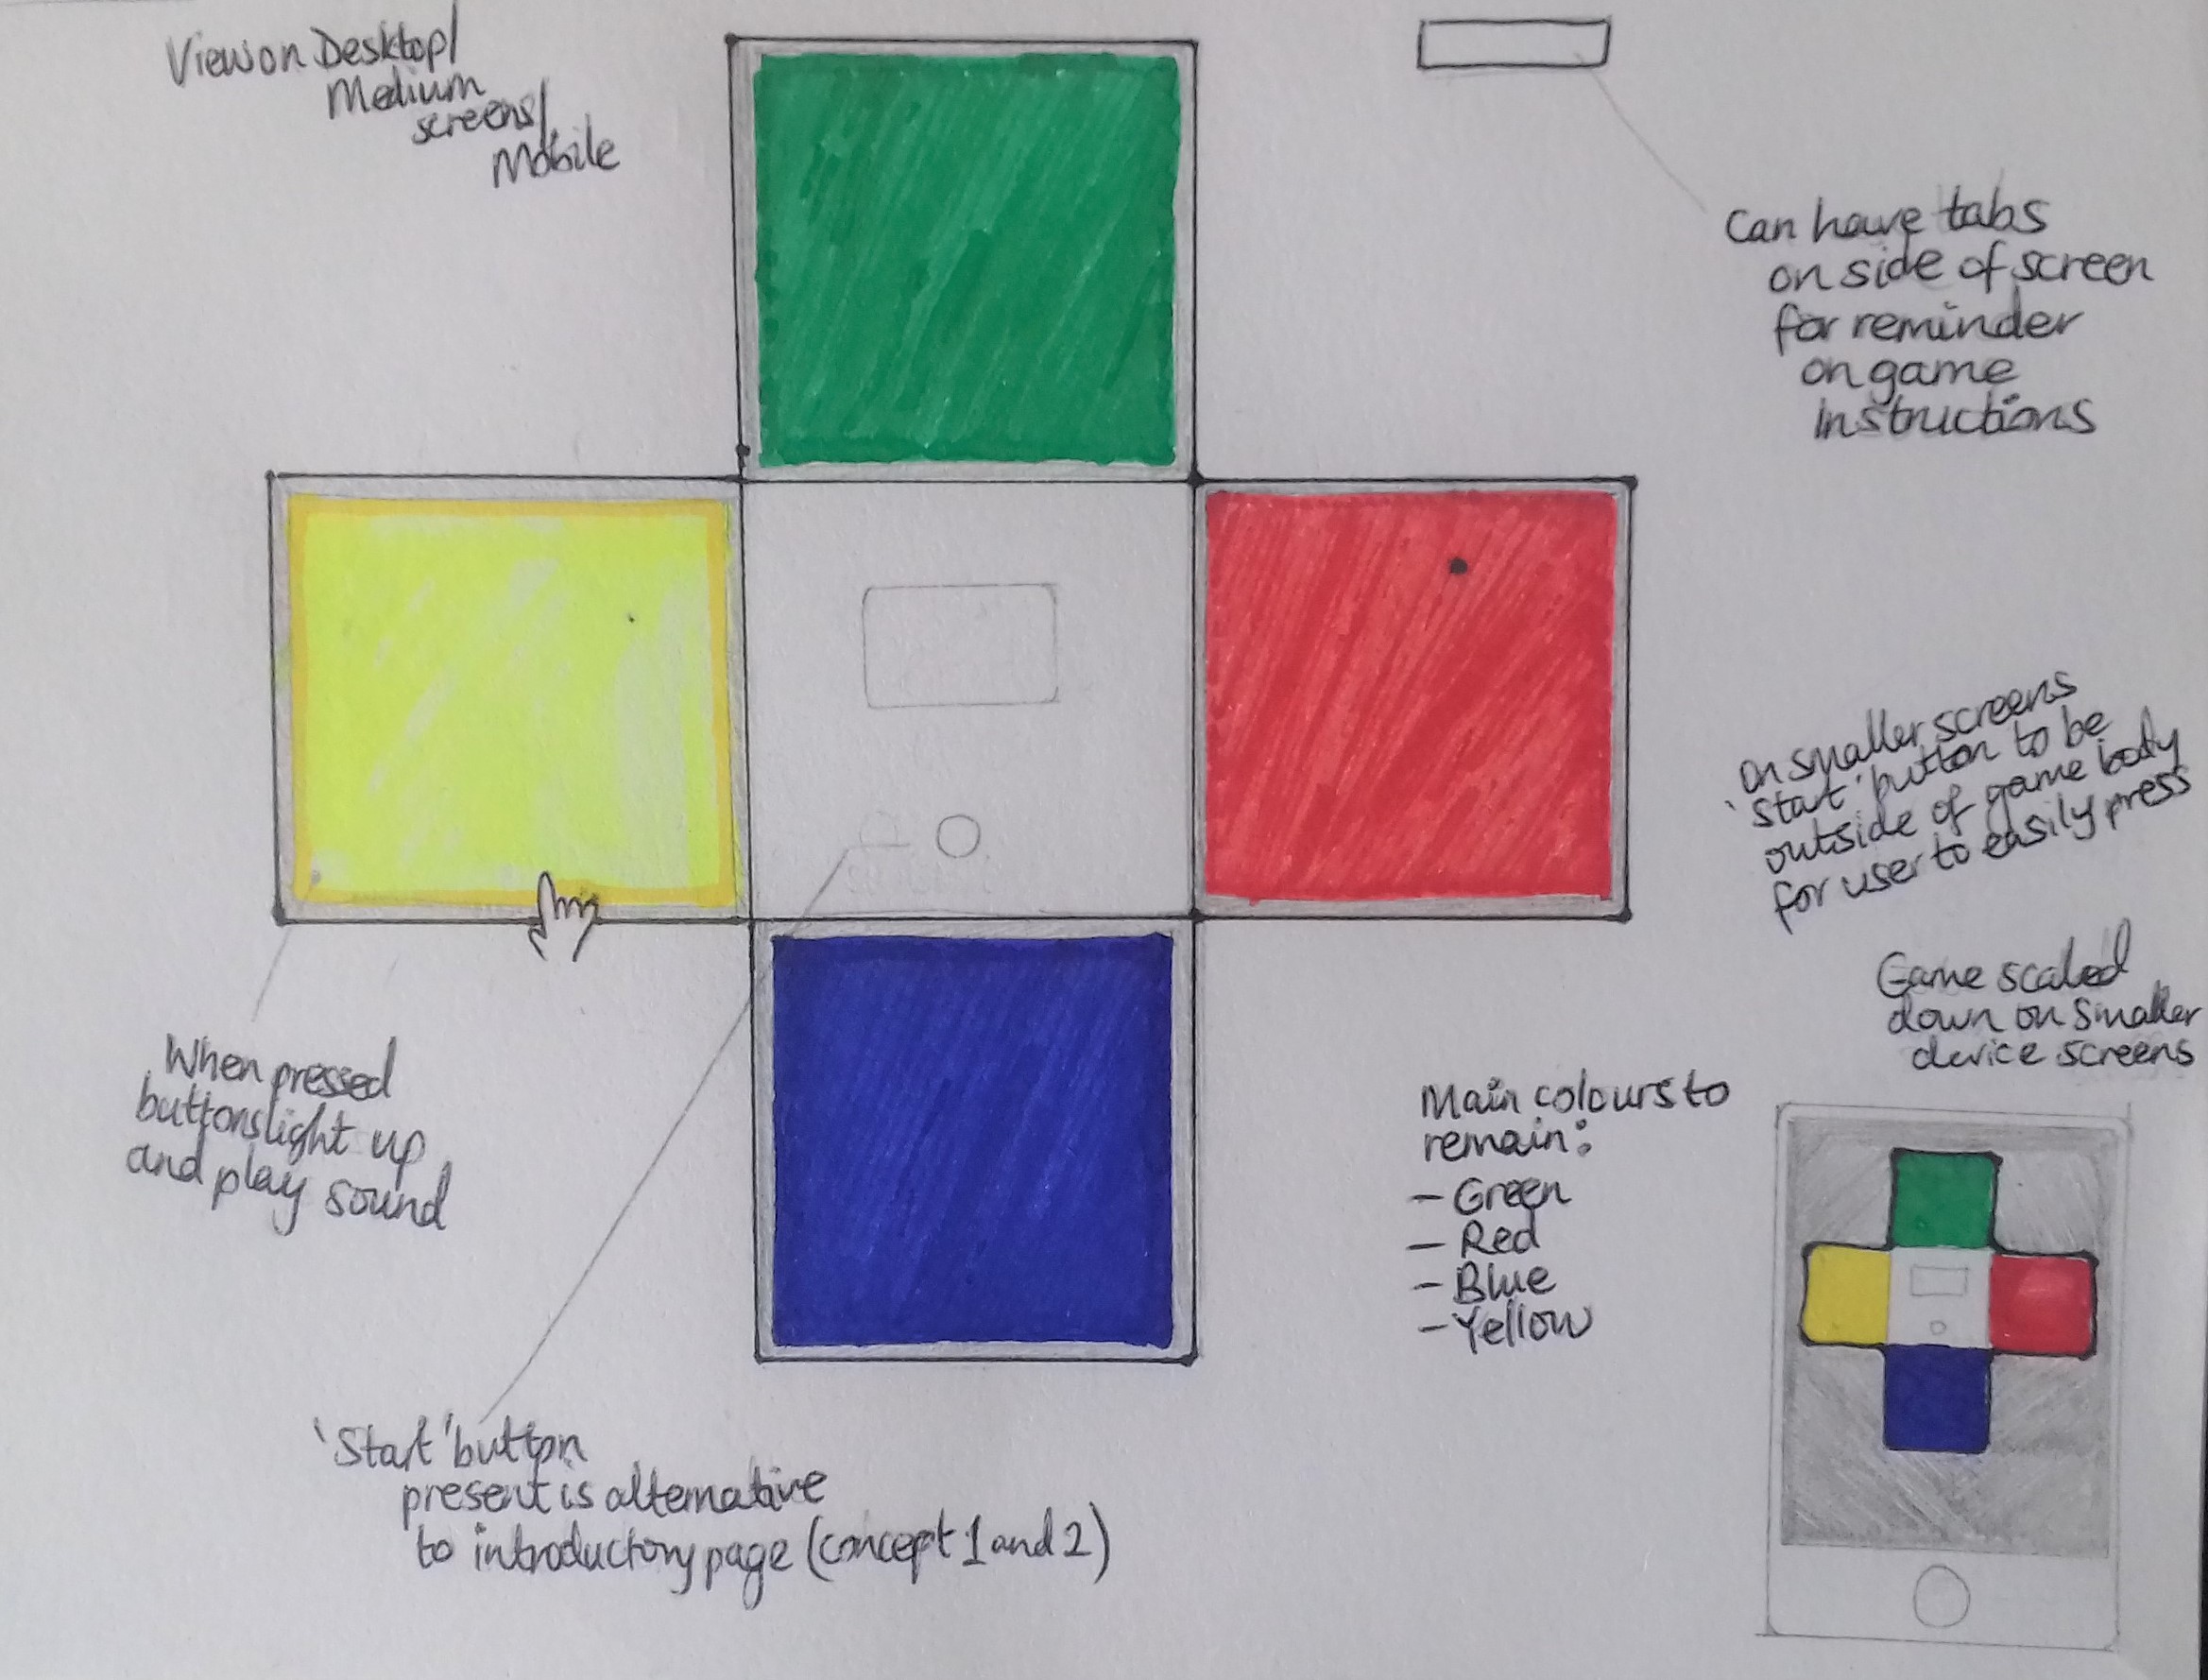 View on Desktop/
Medium
screens/
Mobile
Can have tabs
on side of screen
for reminder
on game
instructions
on smaller screens
'start' button to be
outside of game body
for user to easily press
Game scaled
down on smaller
device screens
When pressed
buttons light up
and play sound
Main colours to
remain:
- Green
- Red
- Blue
- Yellow
'Start' button
present is alternative
to introductory page (concept 1 and 2)